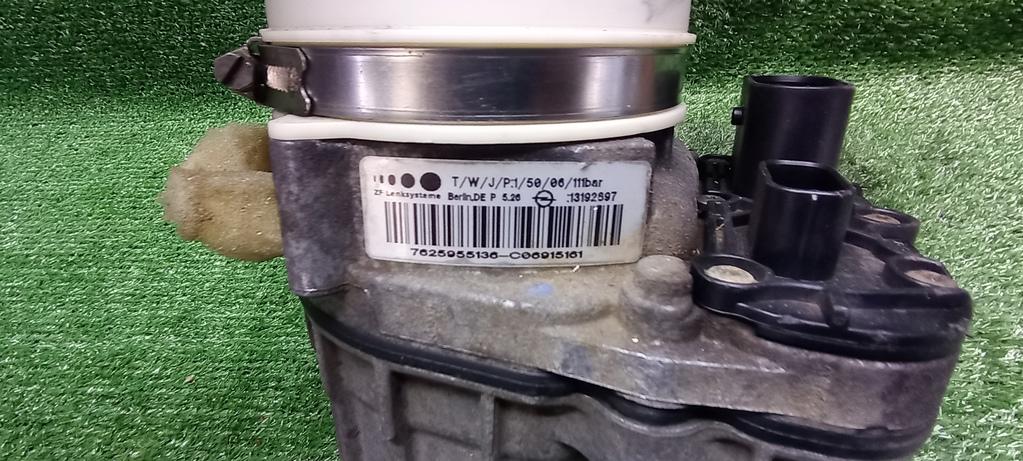 T/W/J/P:1/50/06/111bar
ZF Lenksysteme Berlin,DE P 5.26 :13192897
7625955136-C06915161